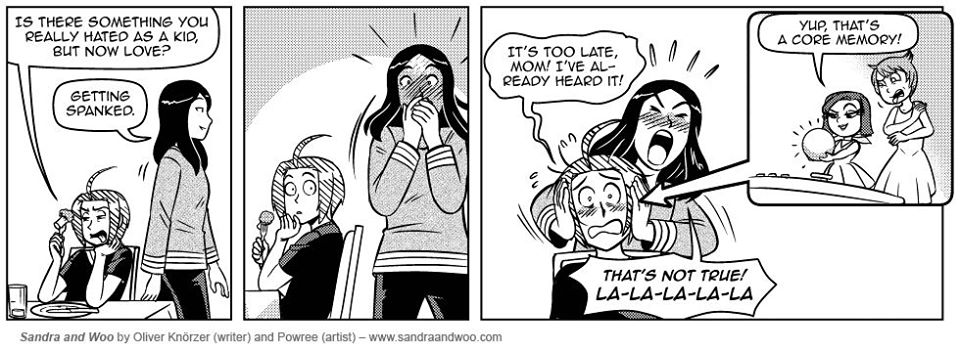 IS THERE SOMETHING YOU
REALLY HATED AS A KID,
BUT NOW LOVE?
GETTING
SPANKED.
IT'S TOO LATE,
MOM! I'VE AL-
READY HEARD IT!
YUP, THAT'S
A CORE MEMORY!
THAT'S NOT TRUE!
LA-LA-LA-LA-LA
Sandra and Woo by Oliver Knörzer (writer) and Powree (artist) – www.sandraandwoo.com